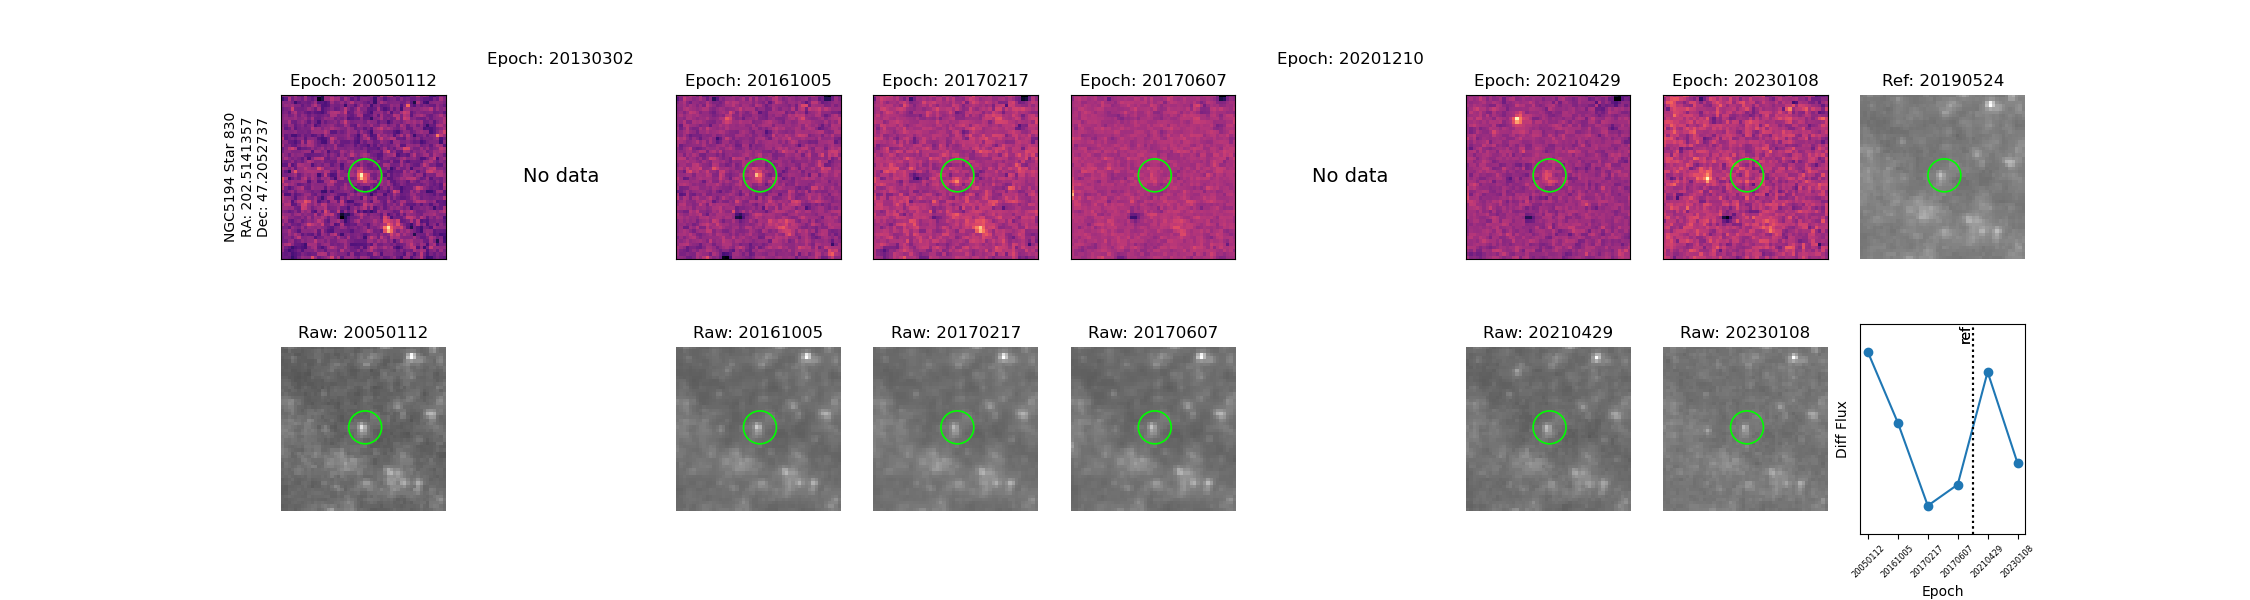 Epoch: 20130302
Epoch: 20201210
Epoch: 20050112
Epoch: 20161005
Epoch: 20170217
Epoch: 20170607
Epoch: 20210429
Epoch: 20230108
Ref: 20190524
NGC5194 Star 830
RA: 202.5141357
Dec: 47.2052737
No data
No data
Raw: 20050112
Raw: 20161005
Raw: 20170217
Raw: 20170607
Raw: 20210429
Raw: 20230108
ref
Diff Flux
20050112
20161005
20170217
20170607
20210429
20230108
Epoch